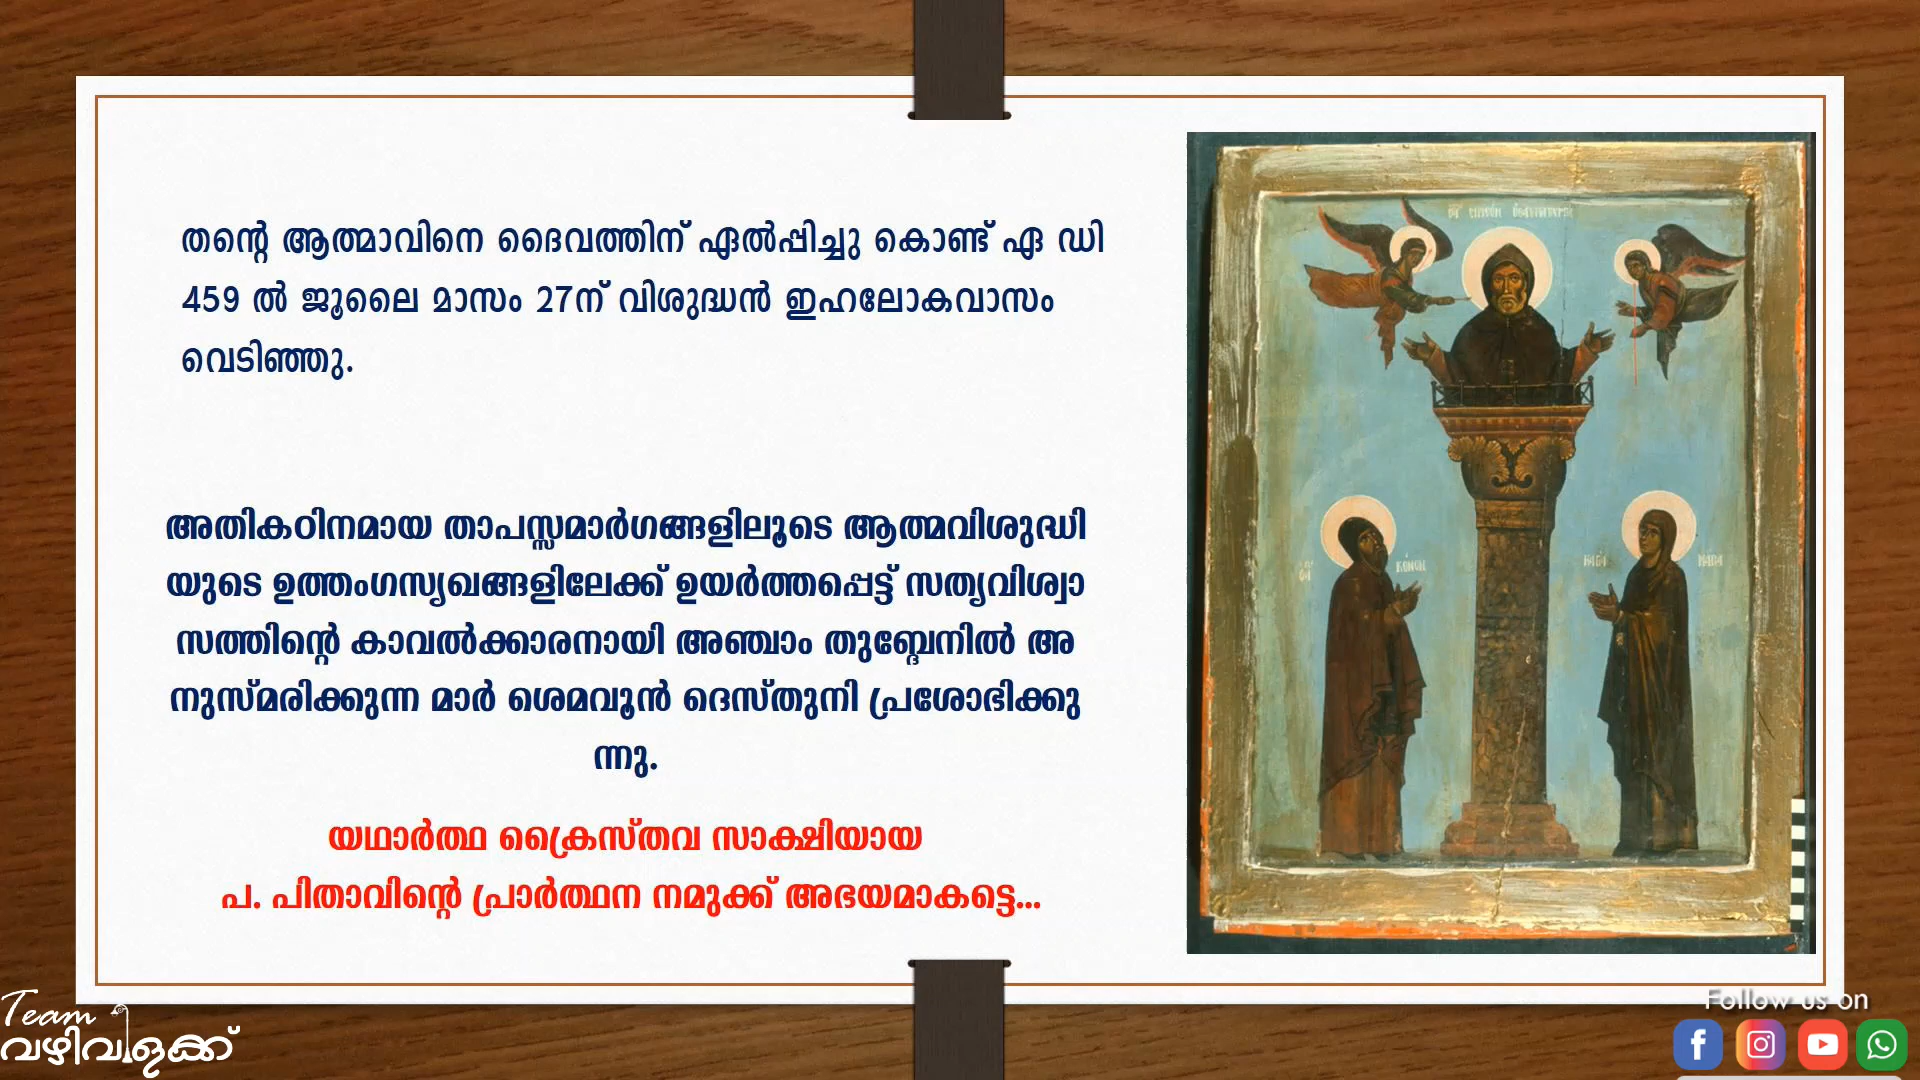 തന്റെ ആത്മാവിനെ ദൈവത്തിന് ഏൽപ്പിച്ചു കൊണ്ട് ഏ ഡി
459 ൽ ജൂലൈ മാസം 27ന് വിശുദ്ധൻ ഇഹലോകവാസം
വെടിഞ്ഞു.
അതികഠിനമായ താപസ്സമാർഗങ്ങളിലൂടെ ആത്മവിശുദ്ധി
യുടെ ഉത്തംഗസൃഖങ്ങളിലേക്ക് ഉയർത്തപ്പെട്ട് സത്യവിശ്വാ
സത്തിന്റെ കാവൽക്കാരനായി അഞ്ചാം തുബ്ദേനിൽ അ
നുസ്മരിക്കുന്ന മാർ ശെമവൂൻ ദെസ്തുനി പ്രശോഭിക്കു
ന്നു.
യഥാർത്ഥ ക്രൈസ്തവ സാക്ഷിയായ
പ. പിതാവിന്റെ പ്രാർത്ഥന നമുക്ക് അഭയമാകട്ടെ...
Team
വഴിവിളക്ക്
Follow us on